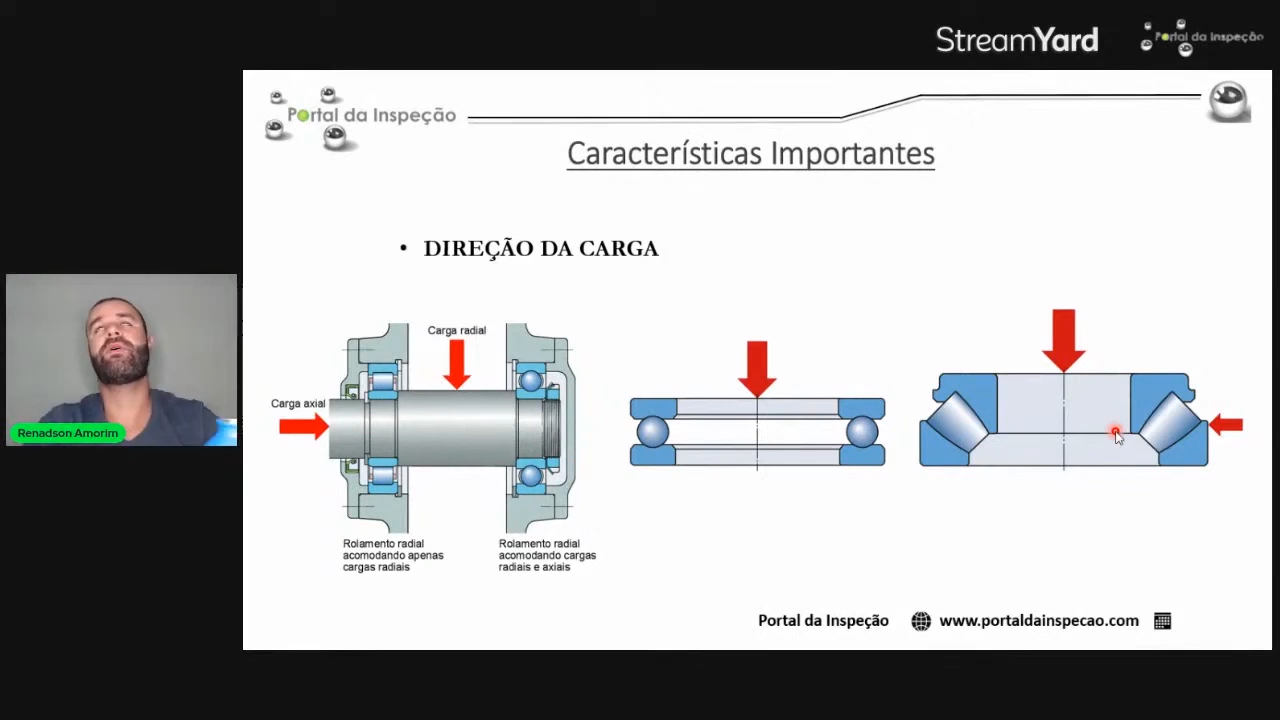 StreamYard
Portal da Inspeção
Portal da Inspeção
Características Importantes
• DIREÇÃO DA CARGA
Carga radial
Carga axial
Rolamento radial
acomodando apenas
cargas radiais
Rolamento radial
acomodando cargas
radiais e axiais
Renadson Amorim
Portal da Inspeção
www.portaldainspecao.com